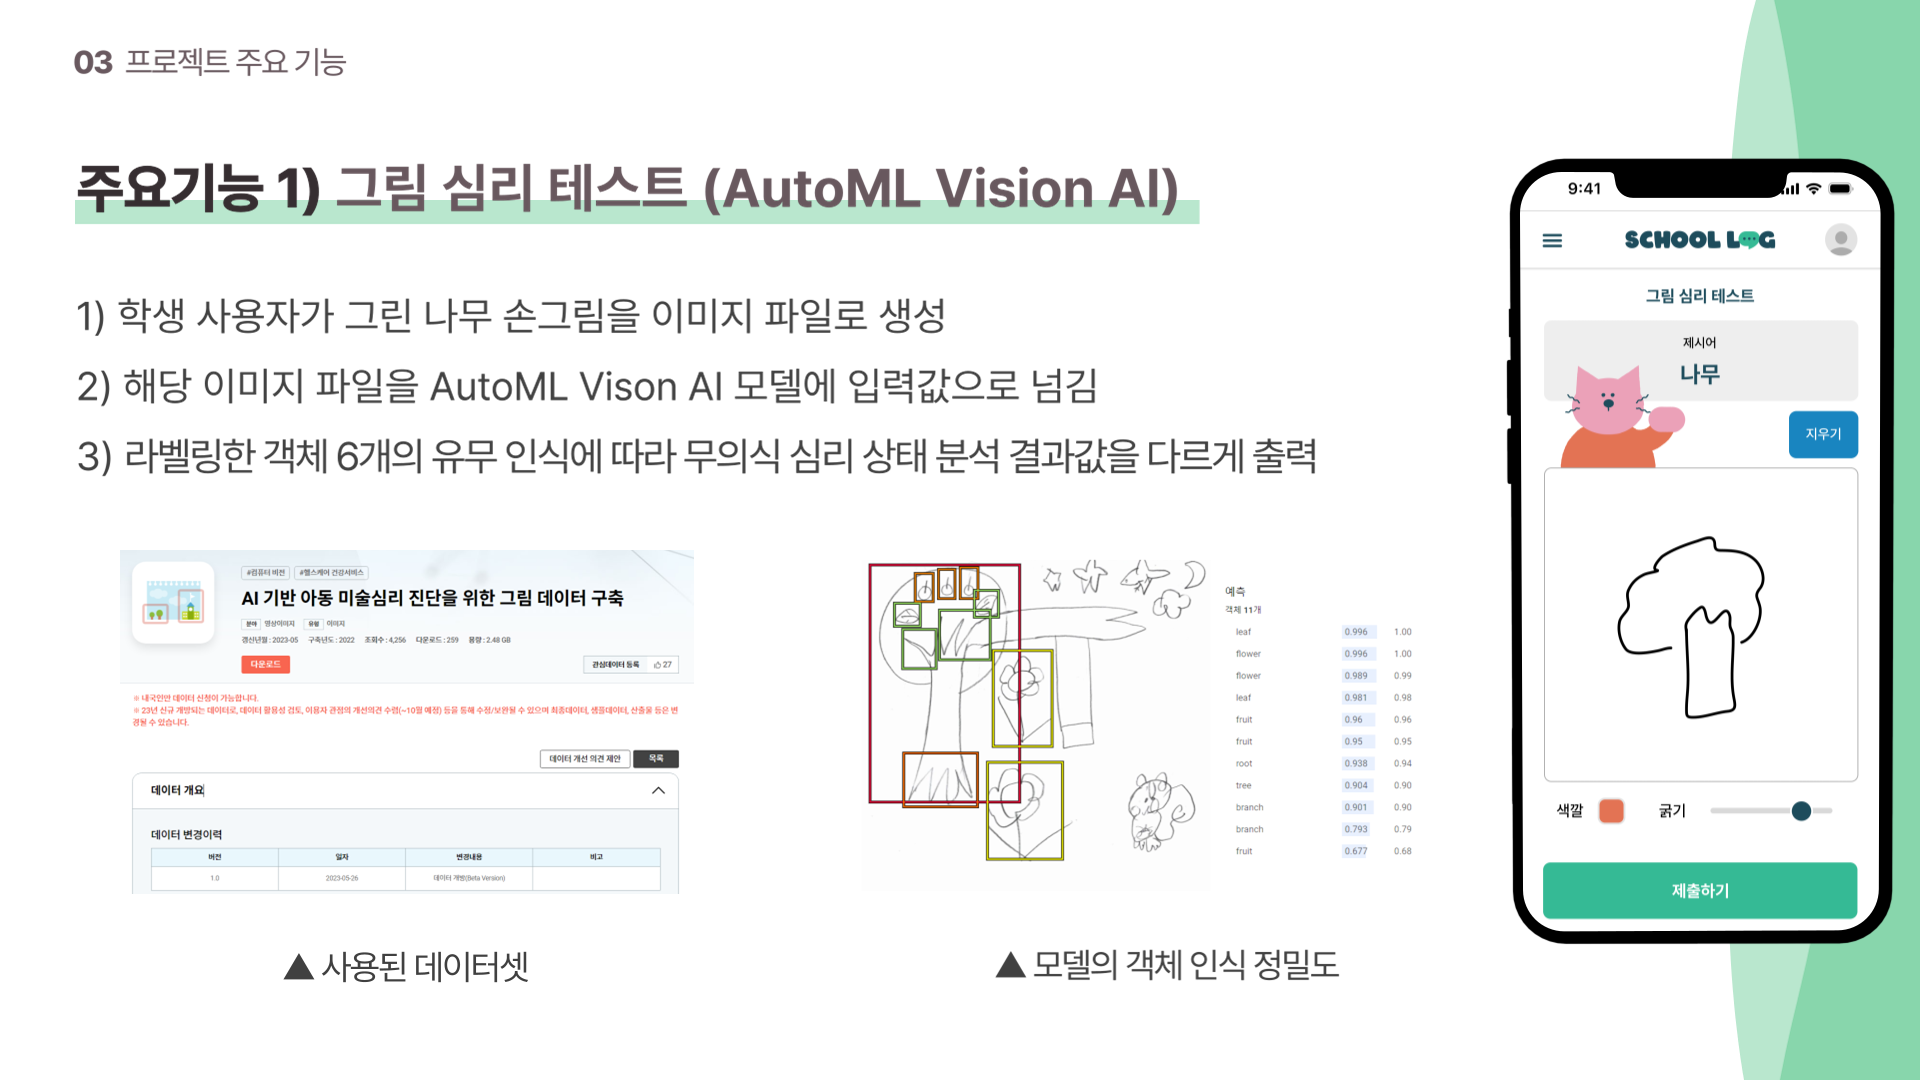 03 프로젝트 주요 기능
주요기능 1) 그림 심리 테스트 (AutoML Vision AI)
1) 학생 사용자가 그린 나무 손그림을 이미지 파일로 생성
2) 해당 이미지 파일을 AutoML Vison AI 모델에 입력값으로 넘김
3) 라벨링한 객체 6개의 유무 인식에 따라 무의식 심리 상태 분석 결과값을 다르게 출력
#컴퓨터 비전 #헬스케어 건강서비스
AI 기반 아동 미술심리 진단을 위한 그림 데이터 구축
분야 영상이미지 유형 이미지
갱신년월 : 2023-05 구축년도 : 2022 조회수 : 4,256 다운로드 : 259 용량 : 2.48 GB
다운로드
관심데이터 등록 27
※ 내국인만 데이터 신청이 가능합니다.
※ 23년 신규 개방되는 데이터로, 데이터 활용성 검토, 이용자 관점의 개선의견 수렴(~10월 예정) 등을 통해 수정/보완될 수 있으며 최종데이터, 샘플데이터, 산출물 등은 변
경될 수 있습니다.
데이터 개선 의견 제안 목록
데이터 개요
데이터 변경이력
버전 일자 변경내용 비고
1.0 2023-05-26 데이터 개방(Beta Version)
▲ 사용된 데이터셋
예측
객체 11개
leaf 0.996 1.00
flower 0.996 1.00
flower 0.989 0.99
leaf 0.981 0.98
fruit 0.96 0.96
fruit 0.95 0.95
root 0.938 0.94
tree 0.904 0.90
branch 0.901 0.90
branch 0.793 0.79
fruit 0.677 0.68
▲ 모델의 객체 인식 정밀도
9:41
SCHOOL LOG
그림 심리 테스트
제시어
나무
지우기
색깔 굵기
제출하기